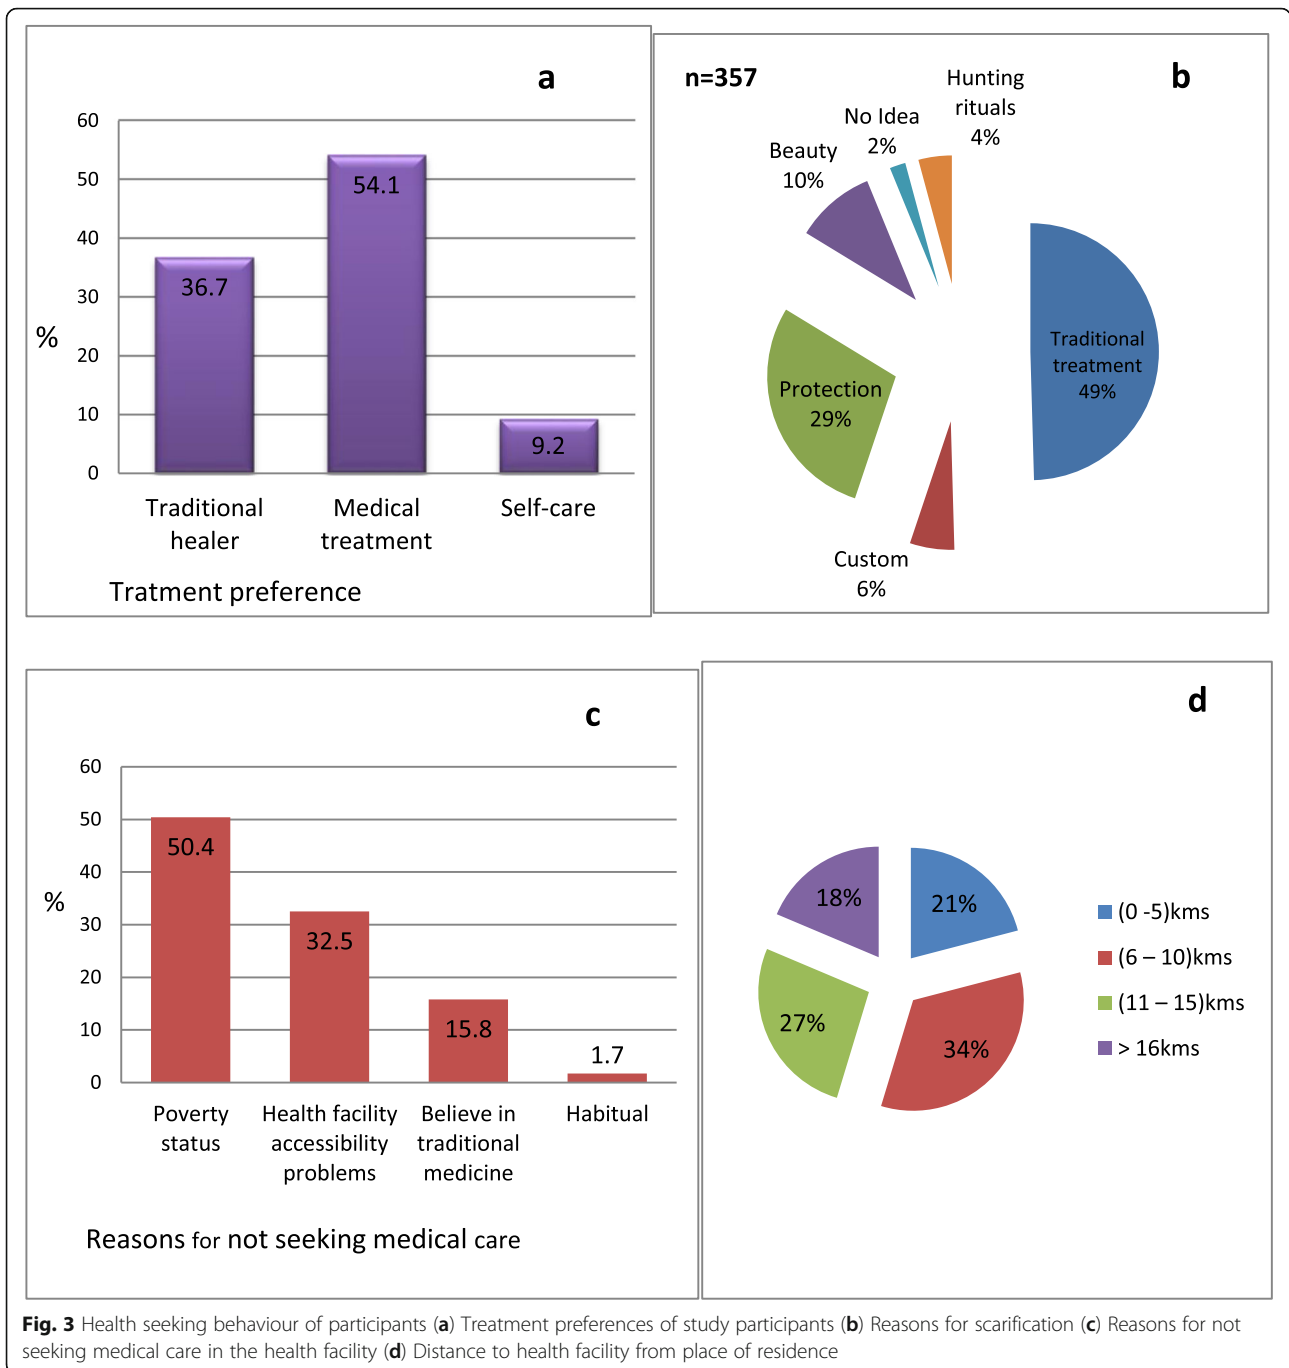 a
60
50
40
30
20
10
0
%
36.7
54.1
9.2
Traditional
healer
Medical
treatment
Self-care
Tratment preference
n=357
b
Hunting
rituals
4%
No Idea
2%
Beauty
10%
Traditional
treatment
49%
Protection
29%
Custom
6%
c
60
50
40
30
20
10
0
%
50.4
32.5
15.8
1.7
Poverty
status
Health facility
accessibility
problems
Believe in
traditional
medicine
Habitual
Reasons for not seeking medical care
d
18%
21%
27%
34%
(0 -5)kms
(6 – 10)kms
(11 – 15)kms
> 16kms
Fig. 3 Health seeking behaviour of participants (a) Treatment preferences of study participants (b) Reasons for scarification (c) Reasons for not
seeking medical care in the health facility (d) Distance to health facility from place of residence